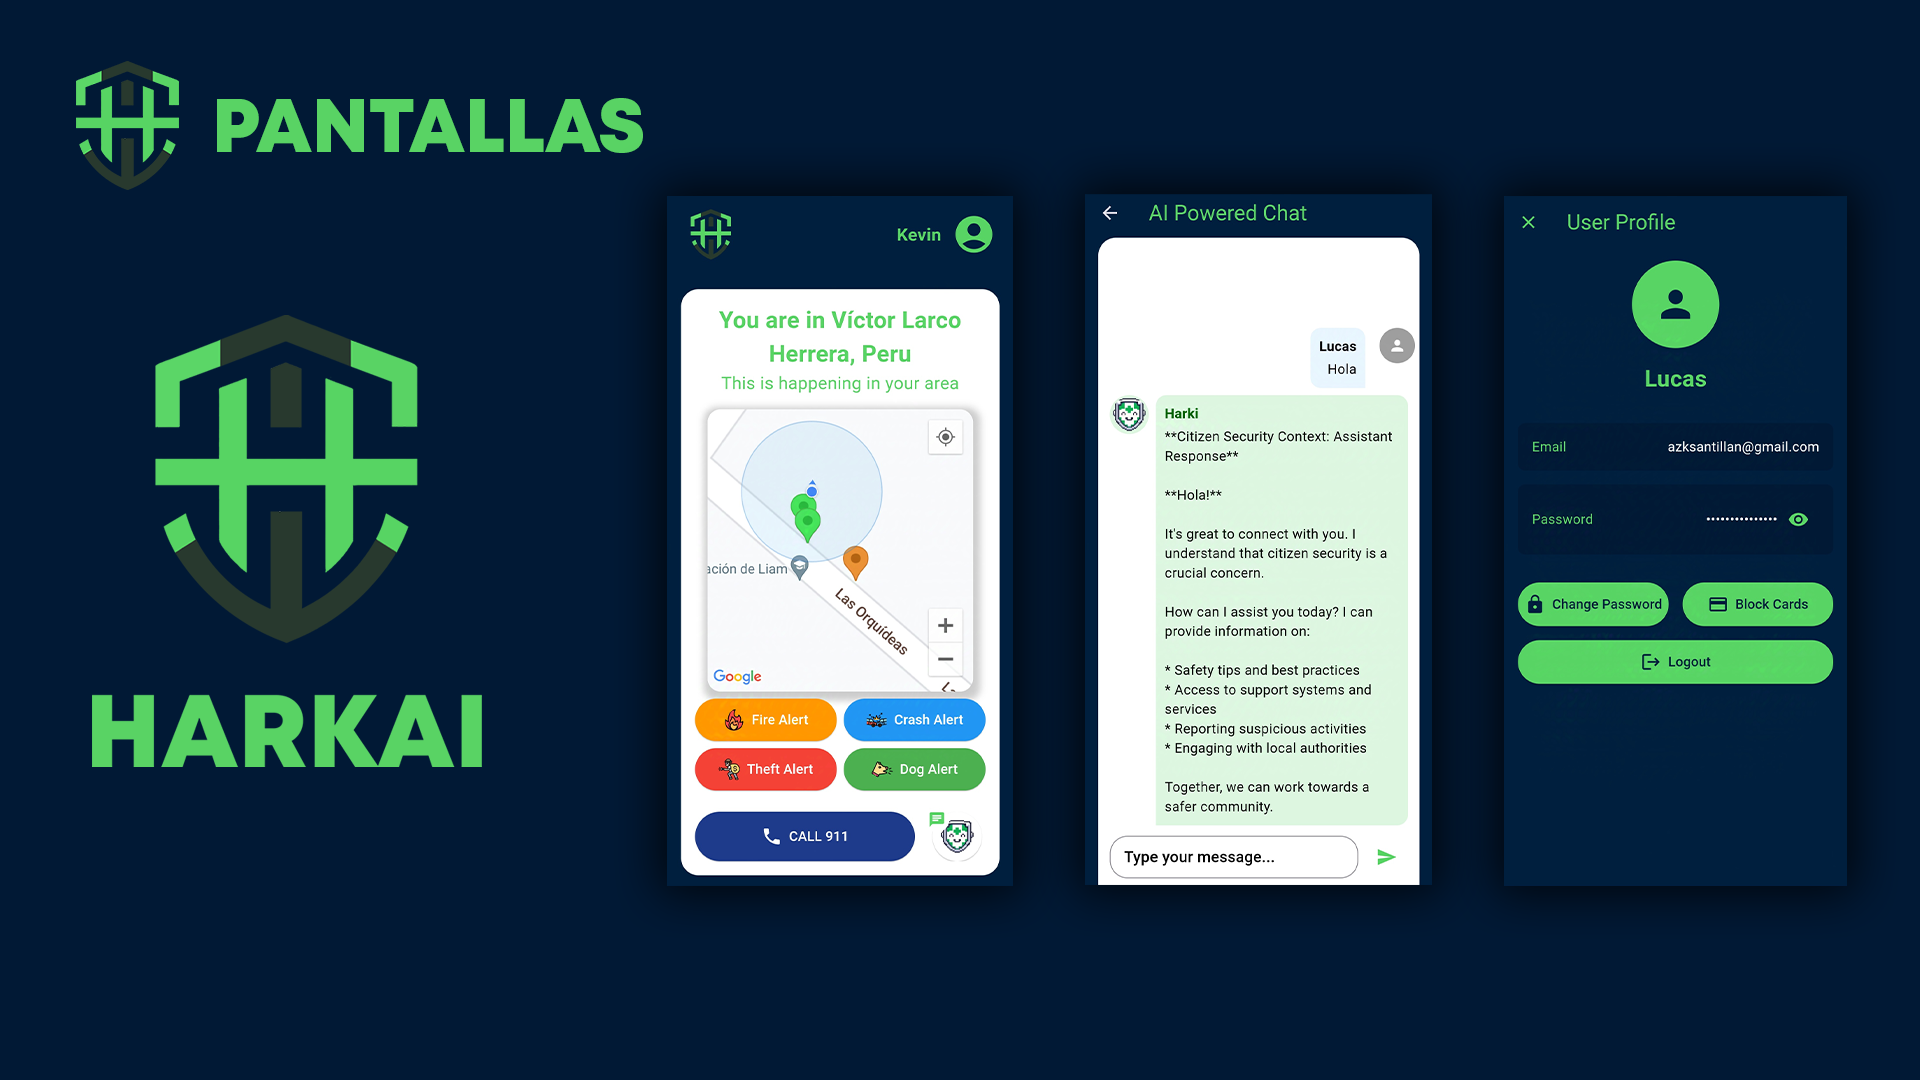 PANTALLAS
HARKAI
Kevin
You are in Víctor Larco
Herrera, Peru
This is happening in your area
ación de Liam
Las Orquídeas
Google
Fire Alert
Crash Alert
Theft Alert
Dog Alert
CALL 911
AI Powered Chat
Lucas
Hola
Harki
**Citizen Security Context: Assistant
Response**
**Hola!**
It's great to connect with you. I
understand that citizen security is a
crucial concern.
How can I assist you today? I can
provide information on:
* Safety tips and best practices
* Access to support systems and
services
* Reporting suspicious activities
* Engaging with local authorities
Together, we can work towards a
safer community.
Type your message...
User Profile
Lucas
Email azksantillan@gmail.com
Password ···············
Change Password
Block Cards
Logout